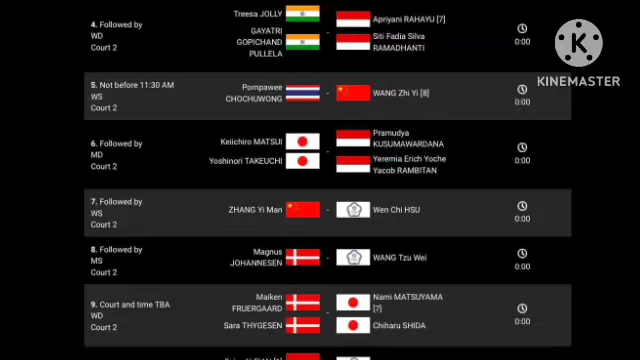 4. Followed by
WD
Court 2
Treesa JOLLY
GAYATRI
GOPICHAND
PULLELA
-
Apriyani RAHAYU [7]
Siti Fadia Silva
RAMADHANTI
0:00
K
KINEMASTER
5. Not before 11:30 AM
WS
Court 2
Pompawee
CHOCHUWONG
-
WANG Zhi Yi [8]
0:00
6. Followed by
MD
Court 2
Keiichiro MATSUI
Yoshinori TAKEUCHI
-
Pramudya
KUSUMAWARDANA
Yeremia Erich Yoche
Yacob RAMBITAN
0:00
7. Followed by
WS
Court 2
ZHANG Yi Man
-
Wen Chi HSU
0:00
8. Followed by
MS
Court 2
Magnus
JOHANNESEN
-
WANG Tzu Wei
0:00
9. Court and time TBA
WD
Court 2
Maiken
FRUERGAARD
Sara THYGESEN
-
Nami MATSUYAMA
[7]
Chiharu SHIDA
0:00